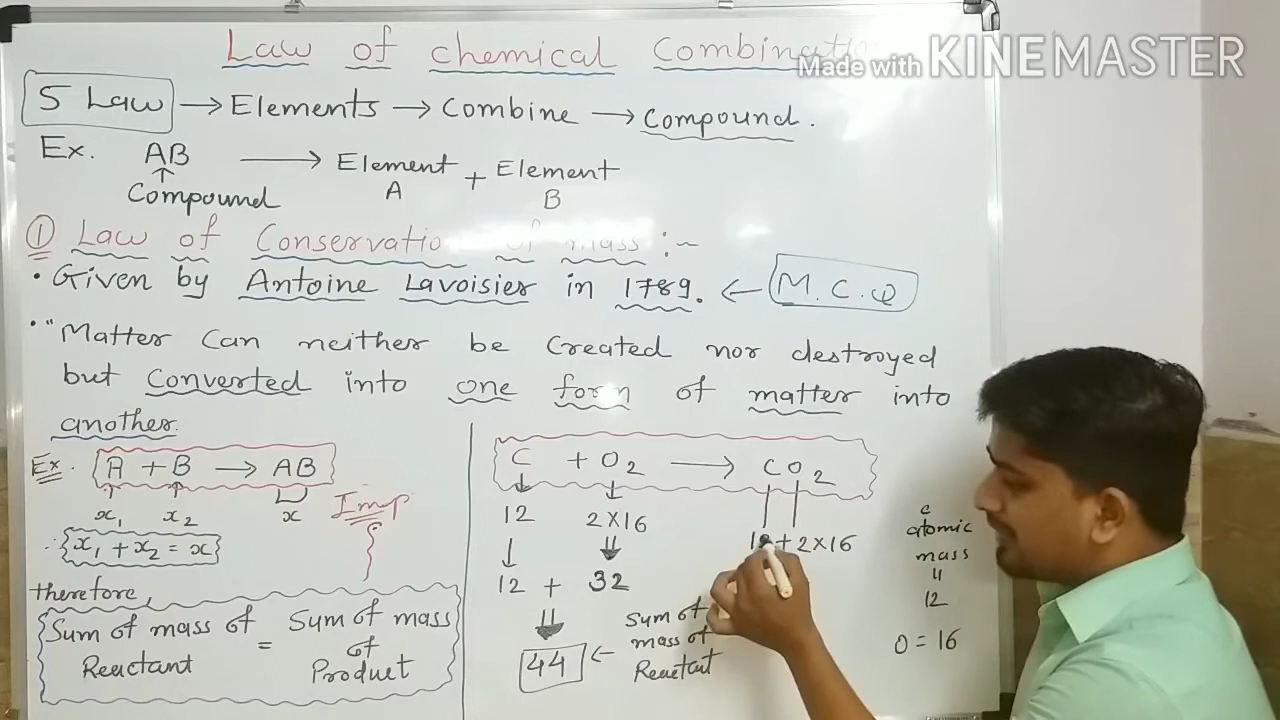 Law of chemical Combinati
Made with KINEMASTER
5 Law → Elements → Combine → Compound.
Ex. AB → Element + Element
↑ A B
Compound
① Law of Conservatio of mass :~
• Given by Antoine Lavoisier in 1789. ← M.C.Q
• "Matter can neither be created nor destroyed
but converted into one form of matter into
another.
Ex. A + B → AB
x₁ x₂ x
Imp
∴ x₁ + x₂ = x
therefore,
Sum of mass of = Sum of mass
Reactant of
Product
C + O₂ → CO₂
12 2×16
+ 2×16
12 + 32
44 ← Sum of
mass of
Reactant
C
atomic
mass
12
O = 16